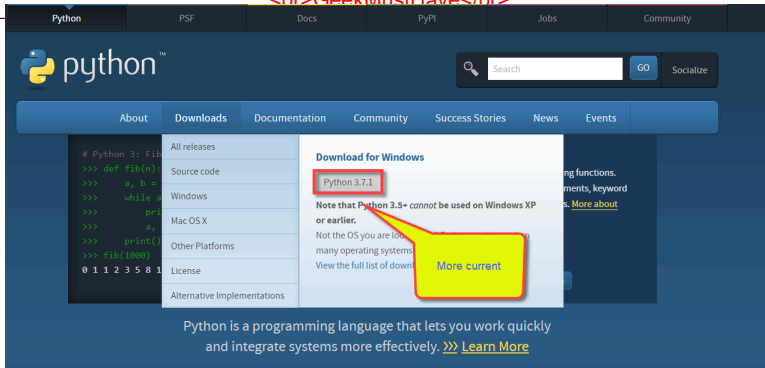 Python PSF Docs PyPI Jobs Community
python™
Search GO Socialize
About Downloads Documentation Community Success Stories News Events
# Python 3: Fib
>>> def fib(n):
>>> a, b =
>>> while a
>>> pri
>>> a,
>>> print()
>>> fib(1000)
0 1 1 2 3 5 8 1
All releases
Source code
Windows
Mac OS X
Other Platforms
License
Alternative Implementations
Download for Windows
Python 3.7.1
Note that Python 3.5+ cannot be used on Windows XP
or earlier.
Not the OS you are
many operating systems
View the full list of downl
More current
ng functions.
ments, keyword
s. More about
Python is a programming language that lets you work quickly
and integrate systems more effectively. >>> Learn More